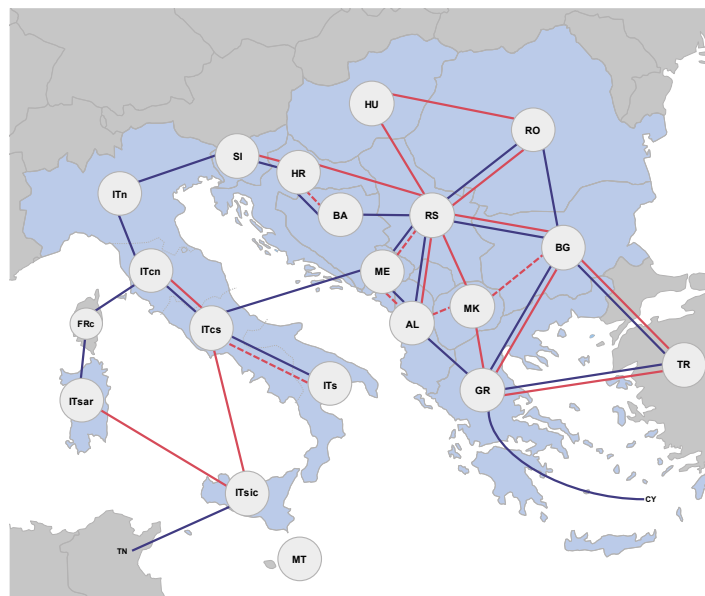 HU
RO
SI
HR
ITn
BA
RS
BG
ITcn
ME
MK
FRc
ITcs
AL
TR
ITs
GR
ITsar
ITsic
CY
TN
MT